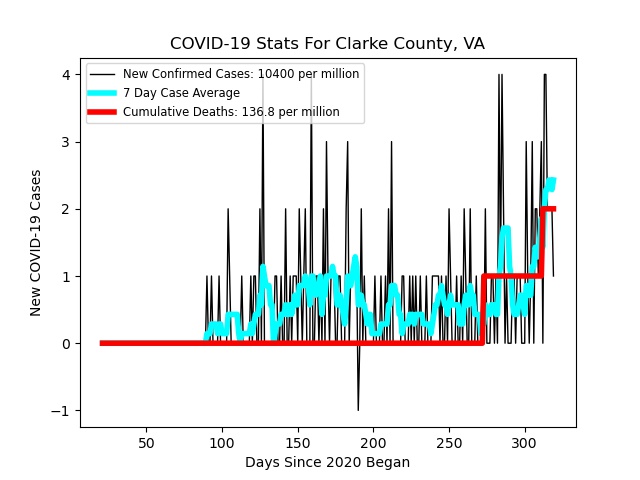 COVID-19 Stats For Clarke County, VA
New Confirmed Cases: 10400 per million
7 Day Case Average
Cumulative Deaths: 136.8 per million
New COVID-19 Cases
4
3
2
1
0
−1
50 100 150 200 250 300
Days Since 2020 Began